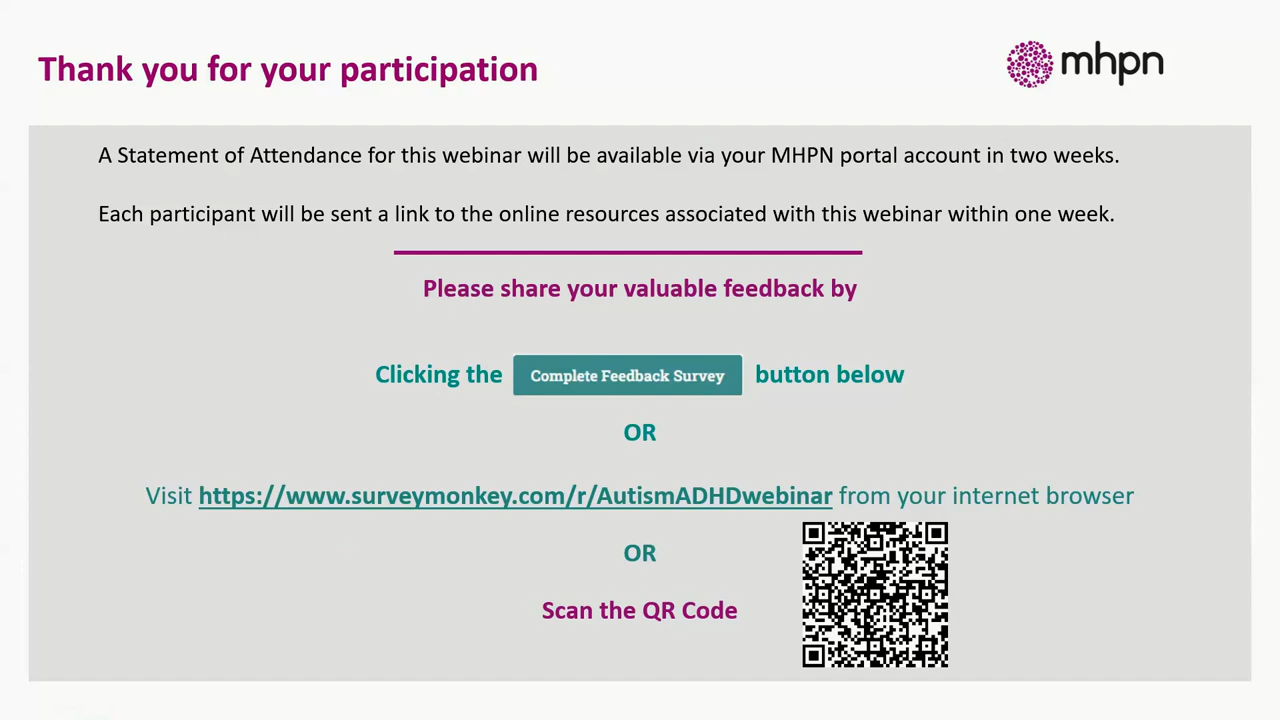 Thank you for your participation
mhpn
A Statement of Attendance for this webinar will be available via your MHPN portal account in two weeks.
Each participant will be sent a link to the online resources associated with this webinar within one week.
Please share your valuable feedback by
Clicking the Complete Feedback Survey button below
OR
Visit https://www.surveymonkey.com/r/AutismADHDwebinar from your internet browser
OR
Scan the QR Code